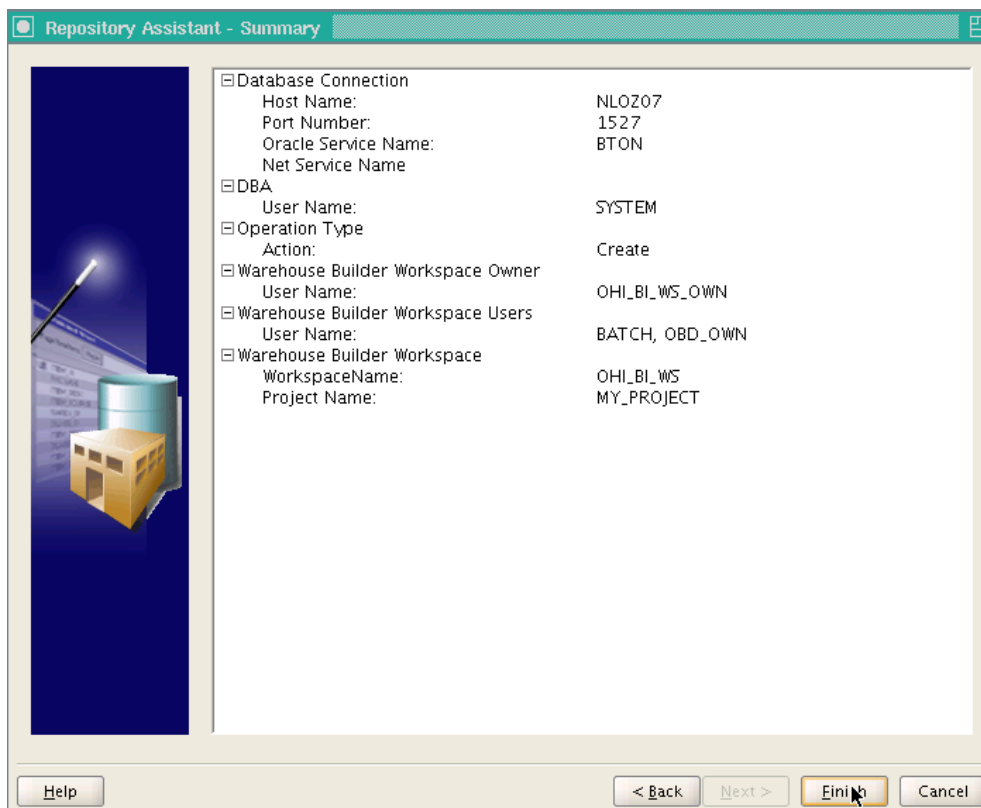 Repository Assistant - Summary
Database Connection
Host Name: NLOZ07
Port Number: 1527
Oracle Service Name: BTON
Net Service Name
DBA
User Name: SYSTEM
Operation Type
Action: Create
Warehouse Builder Workspace Owner
User Name: OHI_BI_WS_OWN
Warehouse Builder Workspace Users
User Name: BATCH, OBD_OWN
Warehouse Builder Workspace
WorkspaceName: OHI_BI_WS
Project Name: MY_PROJECT
Help < Back Next > Finish Cancel